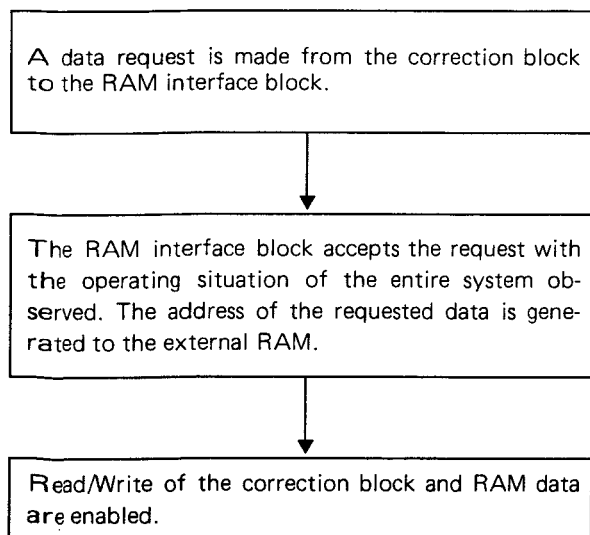 A data request is made from the correction block
to the RAM interface block.
The RAM interface block accepts the request with
the operating situation of the entire system ob-
served. The address of the requested data is gene-
rated to the external RAM.
Read/Write of the correction block and RAM data
are enabled.